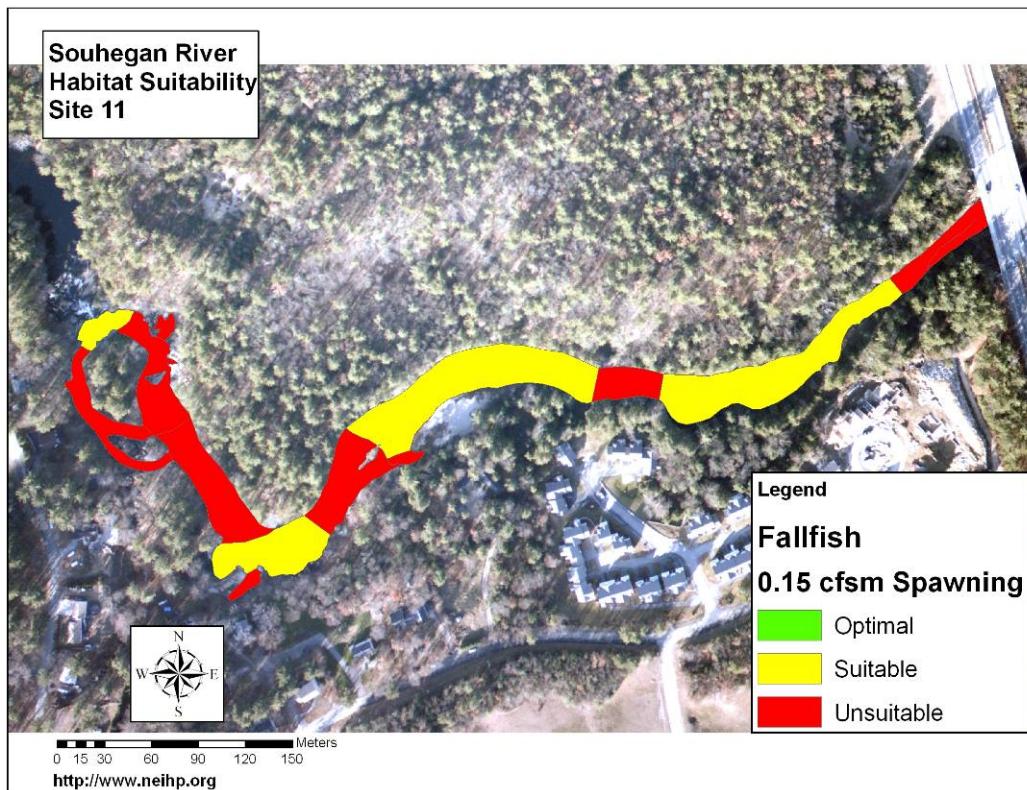 Souhegan River
Habitat Suitability
Site 11
Legend
Fallfish
0.15 cfsm Spawning
Optimal
Suitable
Unsuitable
N
W E
S
Meters
0 15 30 60 90 120 150
http://www.neihp.org